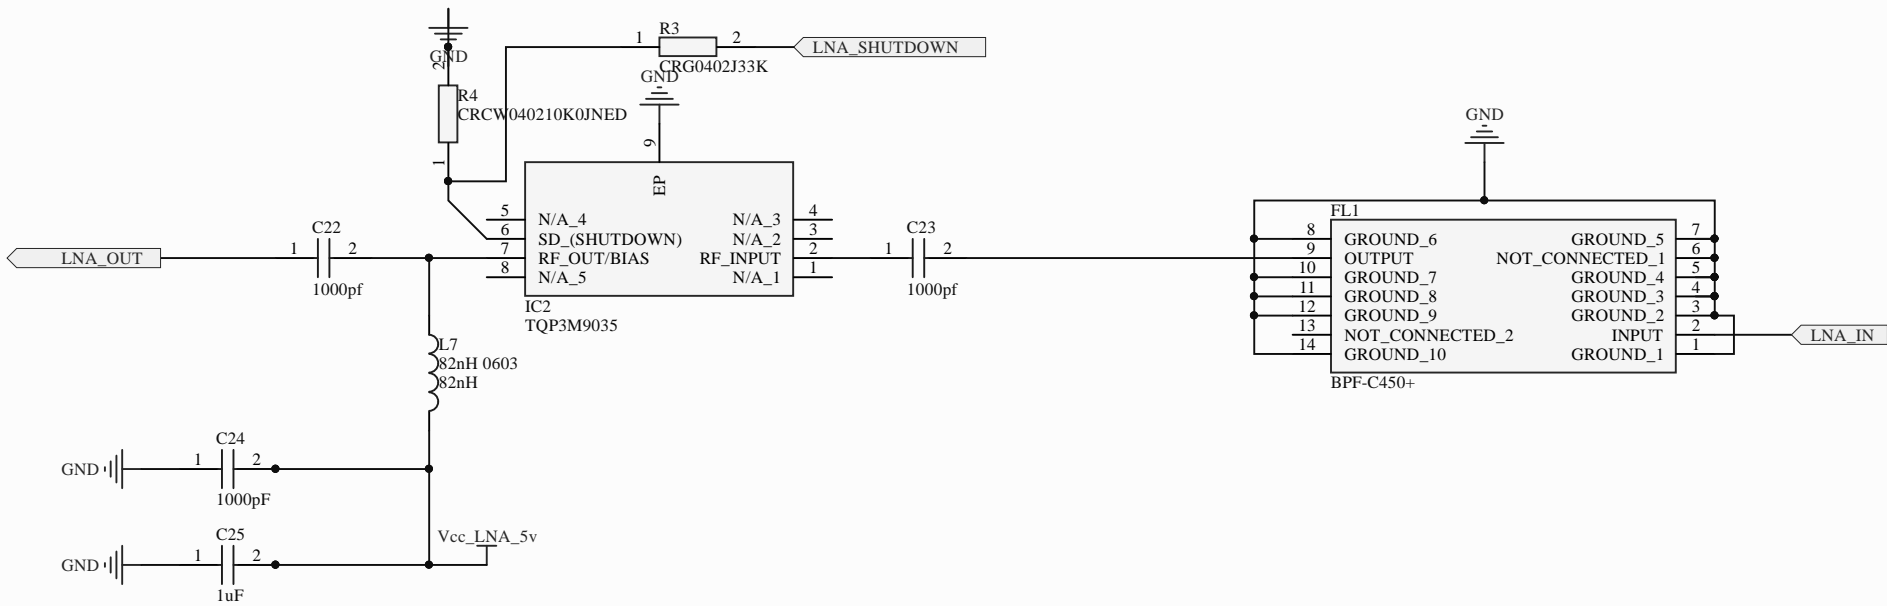 GND
2
R4
CRCW040210K0JNED
1
1
R3
2
CRG0402J33K
LNA_SHUTDOWN
GND
9
EP
5
N/A_4
6
SD_(SHUTDOWN)
7
RF_OUT/BIAS
8
N/A_5
N/A_3
4
N/A_2
3
RF_INPUT
2
N/A_1
1
IC2
TQP3M9035
LNA_OUT
C22
1
2
1000pf
L7
82nH 0603
82nH
C24
GND
1
2
1000pF
C25
GND
1
2
1uF
Vcc_LNA_5v
C23
1
2
1000pf
GND
FL1
8
GROUND_6
9
OUTPUT
10
GROUND_7
11
GROUND_8
12
GROUND_9
13
NOT_CONNECTED_2
14
GROUND_10
GROUND_5
7
NOT_CONNECTED_1
6
GROUND_4
5
GROUND_3
4
GROUND_2
3
INPUT
2
GROUND_1
1
BPF-C450+
LNA_IN